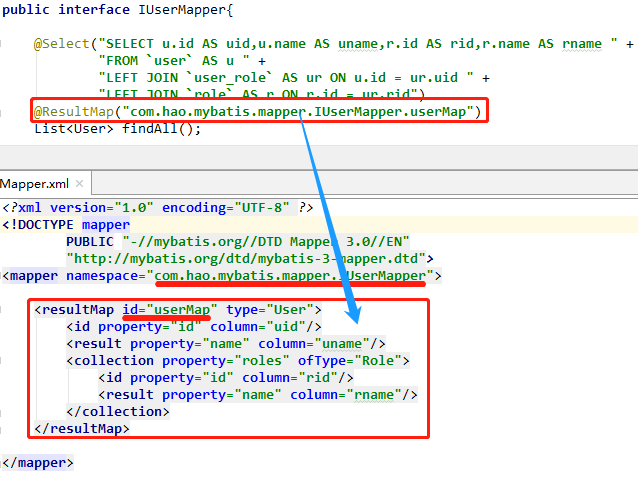 public interface IUserMapper{
@Select("SELECT u.id AS uid,u.name AS uname,r.id AS rid,r.name AS rname " +
"FROM `user` AS u " +
"LEFT JOIN `user_role` AS ur ON u.id = ur.uid " +
"LEFT JOIN `role` AS r ON r.id = ur.rid")
@ResultMap("com.hao.mybatis.mapper.IUserMapper.userMap")
List<User> findAll();
Mapper.xml ×
<?xml version="1.0" encoding="UTF-8" ?>
<!DOCTYPE mapper
PUBLIC "-//mybatis.org//DTD Mapper 3.0//EN"
"http://mybatis.org/dtd/mybatis-3-mapper.dtd">
<mapper namespace="com.hao.mybatis.mapper.IUserMapper">
<resultMap id="userMap" type="User">
<id property="id" column="uid"/>
<result property="name" column="uname"/>
<collection property="roles" ofType="Role">
<id property="id" column="rid"/>
<result property="name" column="rname"/>
</collection>
</resultMap>
</mapper>